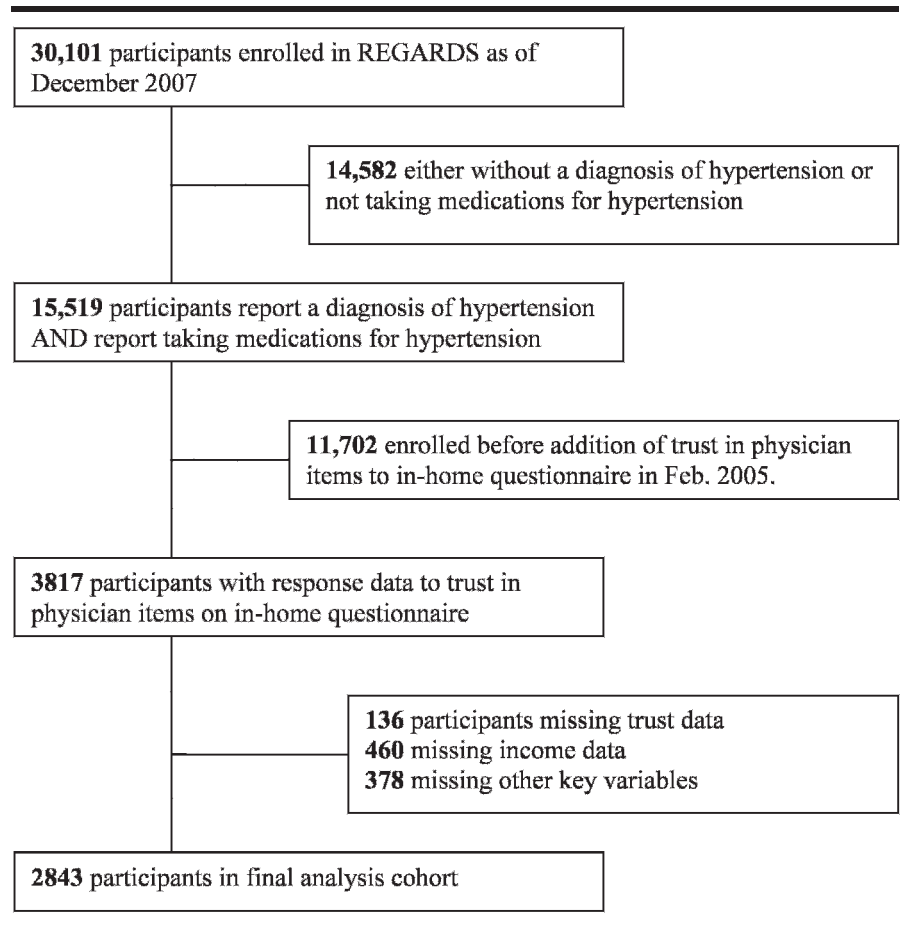 30,101 participants enrolled in REGARDS as of
December 2007
14,582 either without a diagnosis of hypertension or
not taking medications for hypertension
15,519 participants report a diagnosis of hypertension
AND report taking medications for hypertension
11,702 enrolled before addition of trust in physician
items to in-home questionnaire in Feb. 2005.
3817 participants with response data to trust in
physician items on in-home questionnaire
136 participants missing trust data
460 missing income data
378 missing other key variables
2843 participants in final analysis cohort